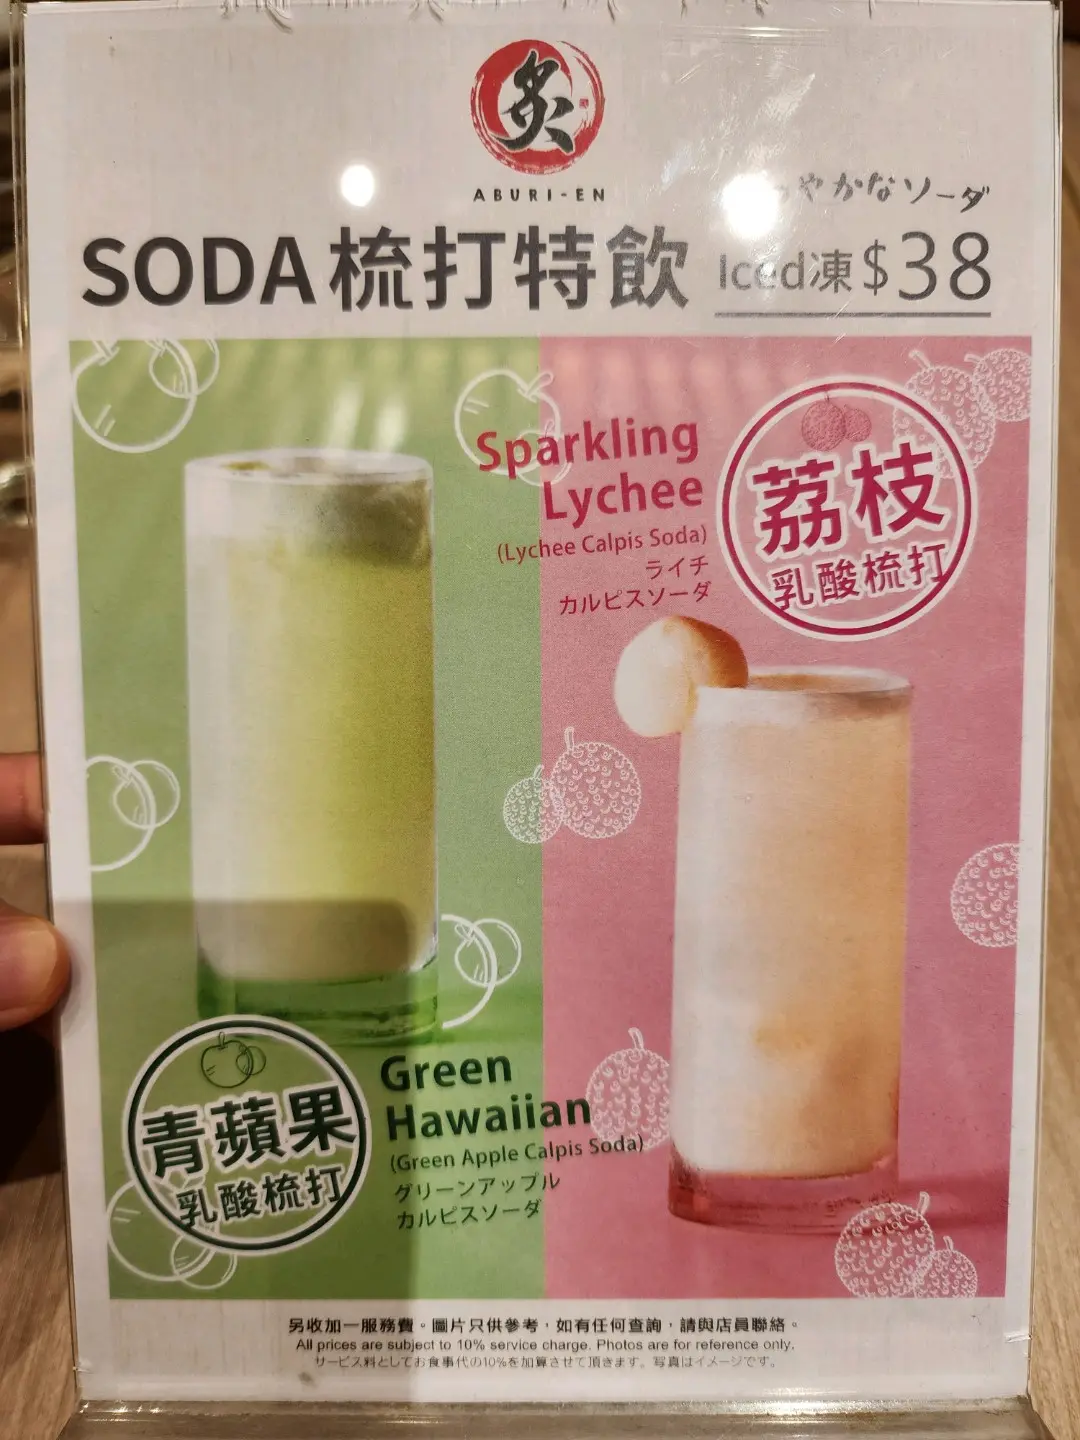 炙
ABURI-EN
やかなソーダ
SODA梳打特飲 Iced凍$38
Sparkling
Lychee
(Lychee Calpis Soda)
ライチ
カルピスソーダ
荔枝
乳酸梳打
青蘋果
乳酸梳打
Green
Hawaiian
(Green Apple Calpis Soda)
グリーンアップル
カルピスソーダ
另收加一服務費。圖片只供參考，如有任何查詢，請與店員聯絡。
All prices are subject to 10% service charge. Photos are for reference only.
サービス料としてお食事代の10%を加算させて頂きます。写真はイメージです。